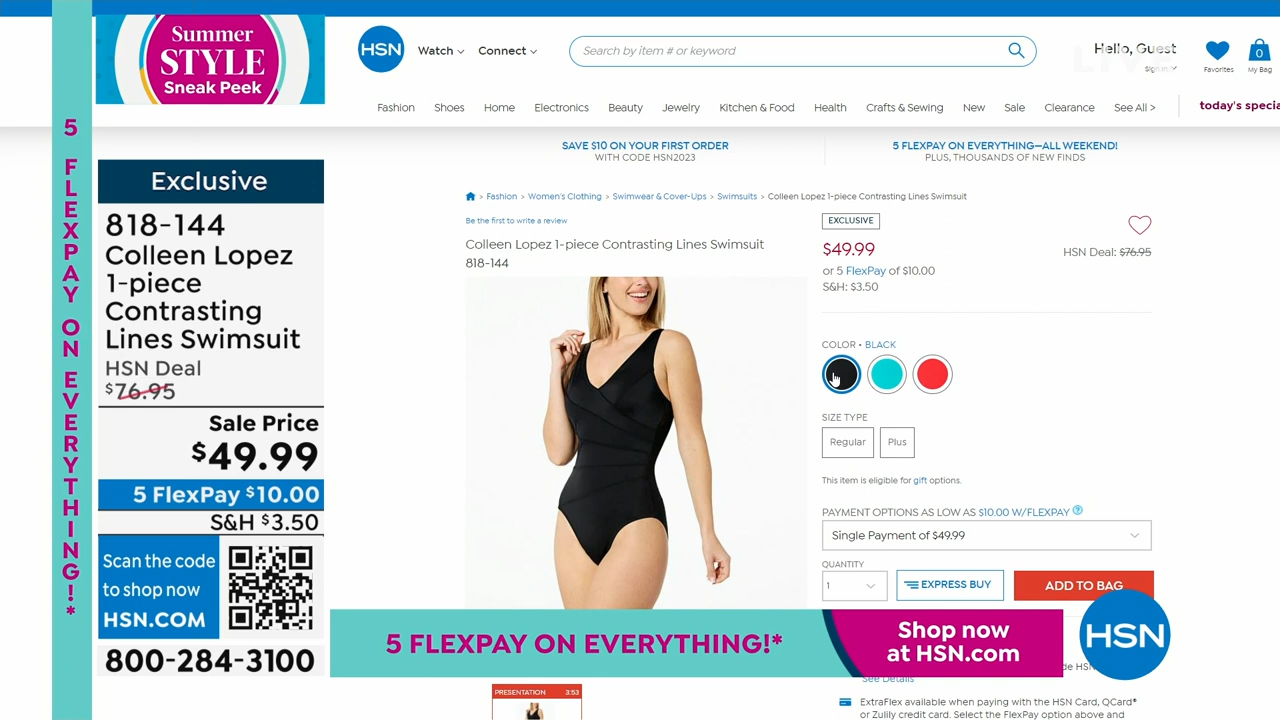 Summer
STYLE
Sneak Peek
5 FLEXPAY ON EVERYTHING!*
Exclusive
818-144
Colleen Lopez
1-piece
Contrasting
Lines Swimsuit
HSN Deal
$76.95
Sale Price
$49.99
5 FlexPay $10.00
S&H $3.50
Scan the code
to shop now
HSN.COM
800-284-3100
HSN
Watch
Connect
Search by item # or keyword
LIVE
Hello, Guest
Sign in
Favorites
0
My Bag
Fashion Shoes Home Electronics Beauty Jewelry Kitchen & Food Health Crafts & Sewing New Sale Clearance See All >
today's specia
SAVE $10 ON YOUR FIRST ORDER
WITH CODE HSN2023
5 FLEXPAY ON EVERYTHING—ALL WEEKEND!
PLUS, THOUSANDS OF NEW FINDS
> Fashion > Women's Clothing > Swimwear & Cover-Ups > Swimsuits > Colleen Lopez 1-piece Contrasting Lines Swimsuit
Be the first to write a review
Colleen Lopez 1-piece Contrasting Lines Swimsuit
818-144
EXCLUSIVE
$49.99
HSN Deal: $76.95
or 5 FlexPay of $10.00
S&H: $3.50
COLOR • BLACK
SIZE TYPE
Regular
Plus
This item is eligible for gift options.
PAYMENT OPTIONS AS LOW AS $10.00 W/FLEXPAY ?
Single Payment of $49.99
QUANTITY
1
EXPRESS BUY
ADD TO BAG
5 FLEXPAY ON EVERYTHING!*
Shop now
at HSN.com
HSN
de HSN
See Details
PRESENTATION 3:53
ExtraFlex available when paying with the HSN Card, QCard®
or Zulily credit card. Select the FlexPay option above and